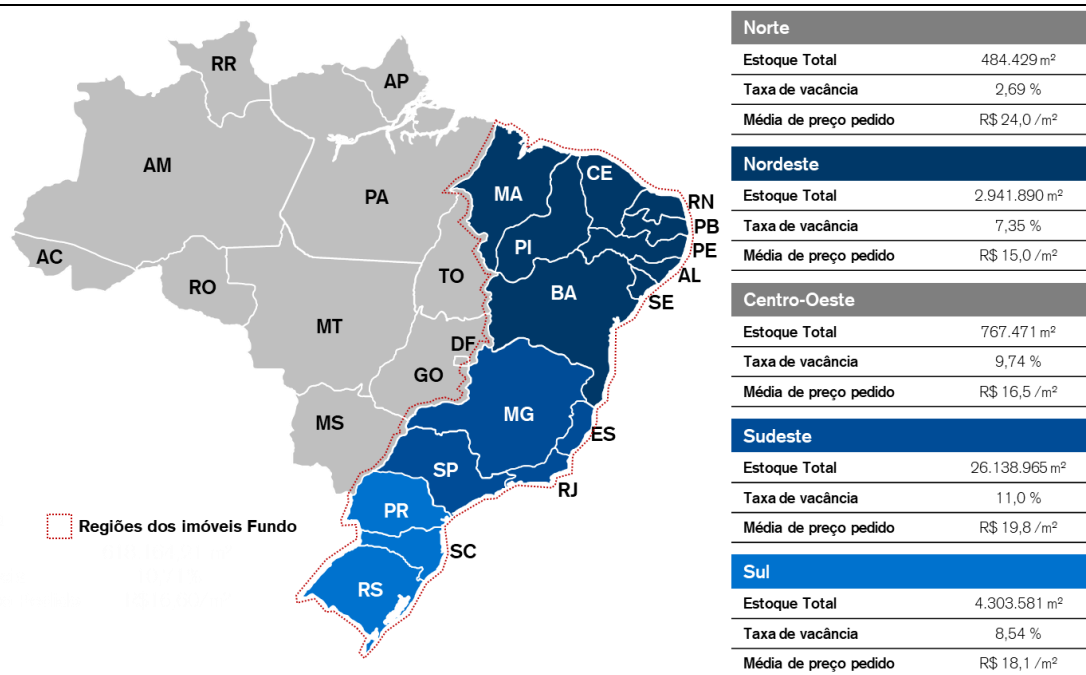 RR
AP
AM
PA
MA
CE
RN
PB
PE
AL
SE
PI
AC
RO
TO
BA
MT
DF
GO
MS
MG
ES
SP
RJ
PR
SC
RS
Regiões dos imóveis Fundo
Norte
Estoque Total 484.429 m²
Taxa de vacância 2,69 %
Média de preço pedido R$ 24,0 /m²
Nordeste
Estoque Total 2.941.890 m²
Taxa de vacância 7,35 %
Média de preço pedido R$ 15,0 /m²
Centro-Oeste
Estoque Total 767.471 m²
Taxa de vacância 9,74 %
Média de preço pedido R$ 16,5 /m²
Sudeste
Estoque Total 26.138.965 m²
Taxa de vacância 11,0 %
Média de preço pedido R$ 19,8 /m²
Sul
Estoque Total 4.303.581 m²
Taxa de vacância 8,54 %
Média de preço pedido R$ 18,1 /m²